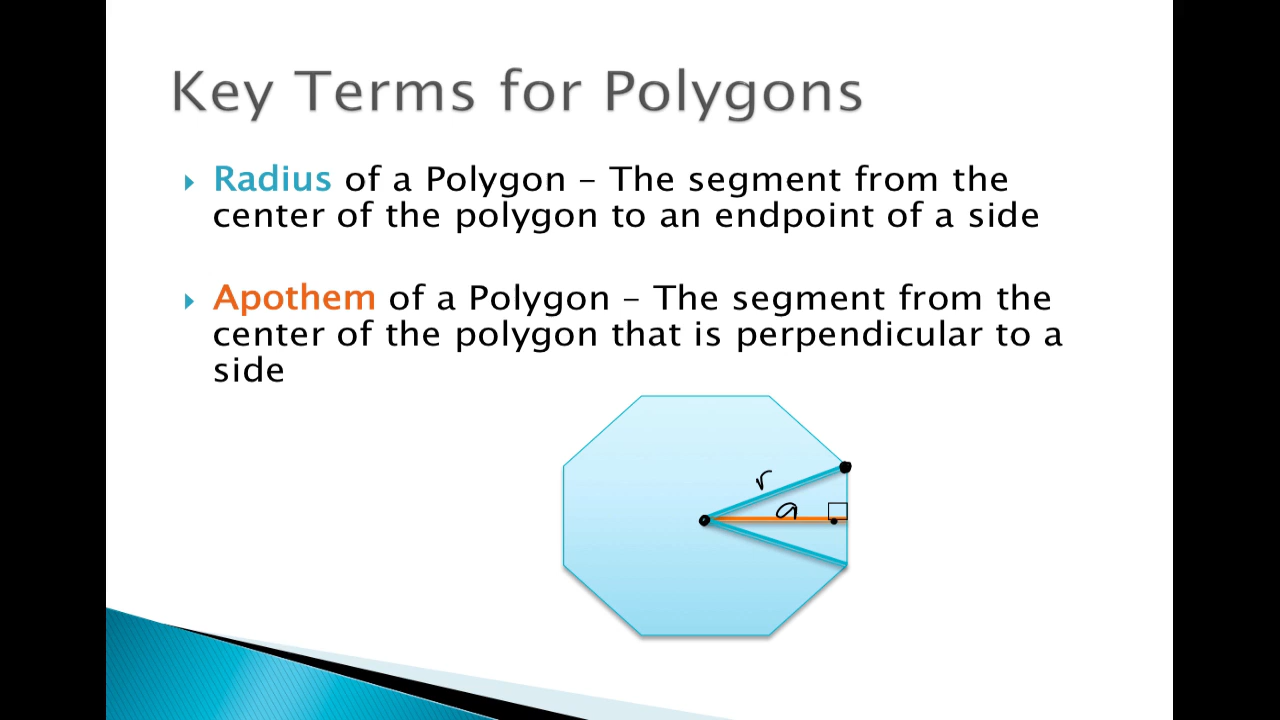 Key Terms for Polygons
Radius of a Polygon – The segment from the
center of the polygon to an endpoint of a side
Apothem of a Polygon – The segment from the
center of the polygon that is perpendicular to a
side
r
a